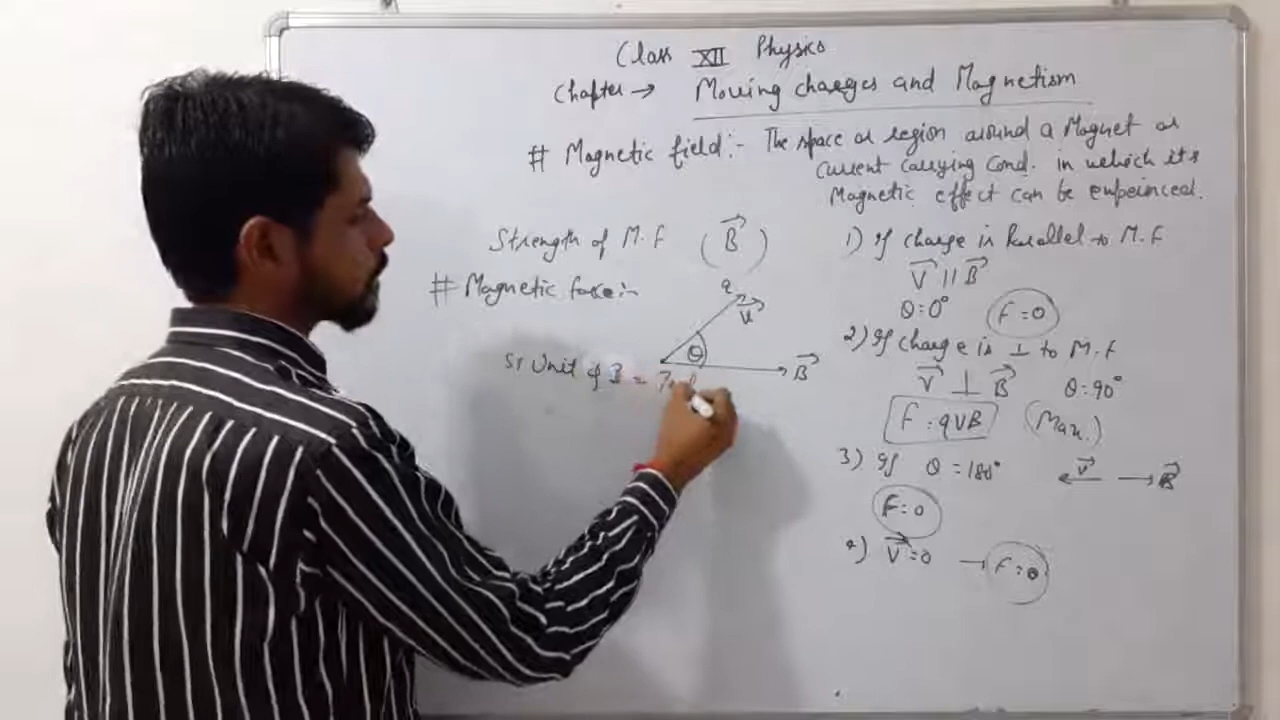 Class XII Physics
Chapter → Moving charges and Magnetism
# Magnetic field:- The space or region around a Magnet or
current carrying cond. in which its
Magnetic effect can be
Strength of M.F (B→)
# Magnetic force:-
q
v→
θ
B→
SI Unit of B =
1) If charge is Parallel to M.F
V→ || B→
θ=0° F=0
2) If charge is ⊥ to M.F
V→ ⊥ B→ θ=90°
F=qVB (Max.)
3) If θ=180° v→ B→
F=0
4) V→=0 → F=0